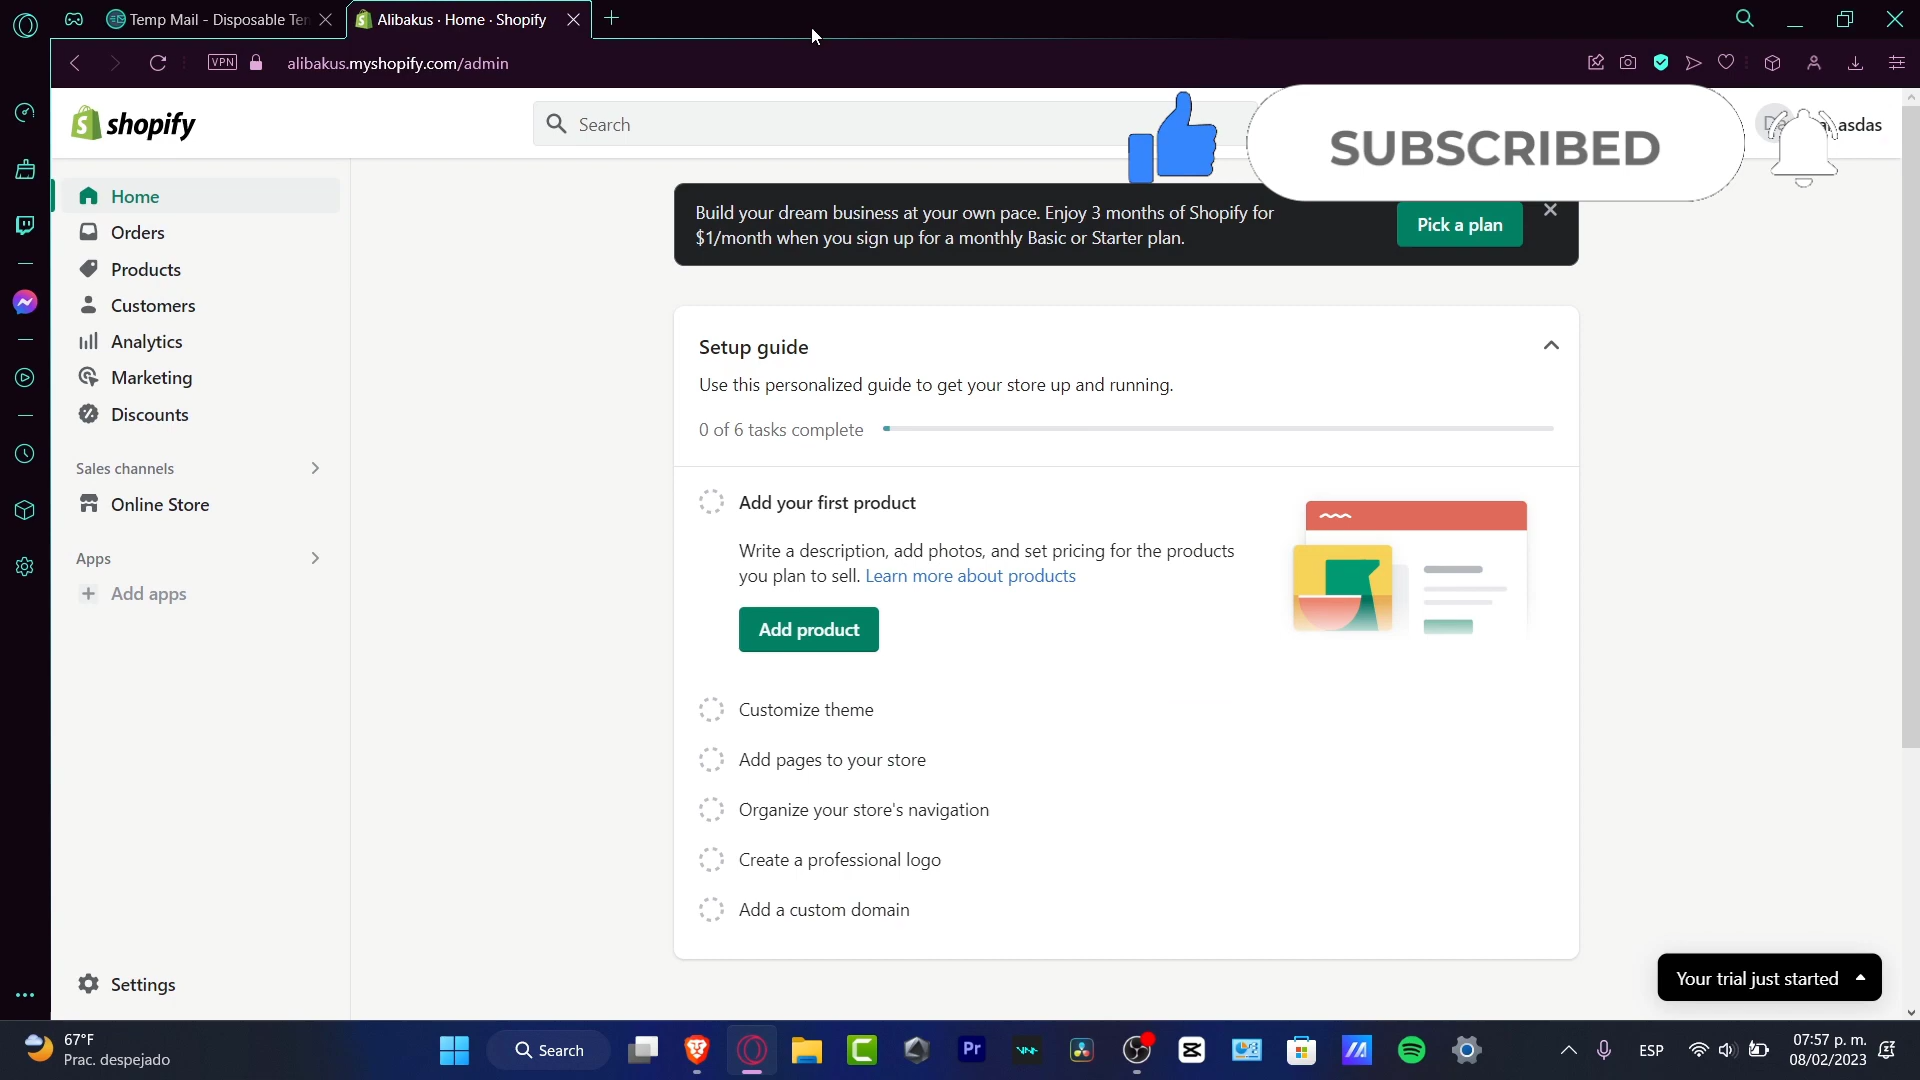 Temp Mail - Disposable Ten
Alibakus · Home · Shopify
VPN
alibakus.myshopify.com/admin
shopify
Search
SUBSCRIBED
asdas
Home
Orders
Products
Customers
Analytics
Marketing
Discounts
Sales channels
Online Store
Apps
Add apps
Settings
Build your dream business at your own pace. Enjoy 3 months of Shopify for
$1/month when you sign up for a monthly Basic or Starter plan.
Pick a plan
Setup guide
Use this personalized guide to get your store up and running.
0 of 6 tasks complete
Add your first product
Write a description, add photos, and set pricing for the products
you plan to sell. Learn more about products
Add product
Customize theme
Add pages to your store
Organize your store's navigation
Create a professional logo
Add a custom domain
Your trial just started
67°F
Prac. despejado
Search
Pr
ESP
07:57 p. m.
08/02/2023